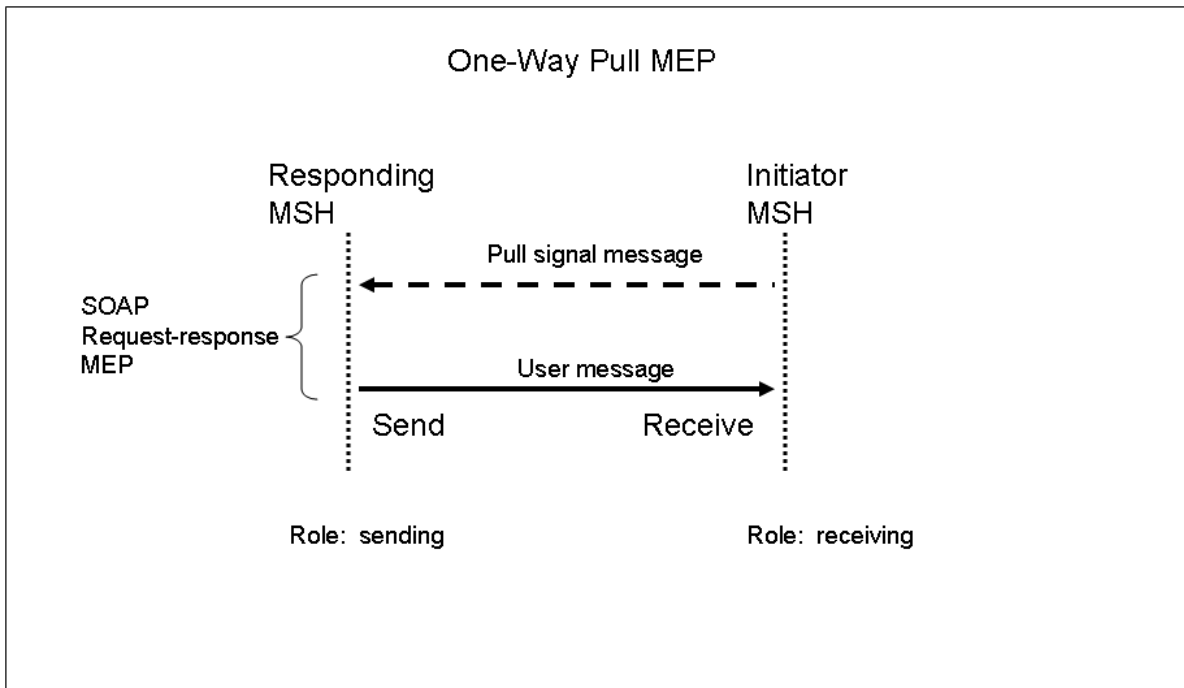 One-Way Pull MEP
Responding
MSH
Initiator
MSH
Pull signal message
SOAP
Request-response
MEP
User message
Send
Receive
Role: sending
Role: receiving